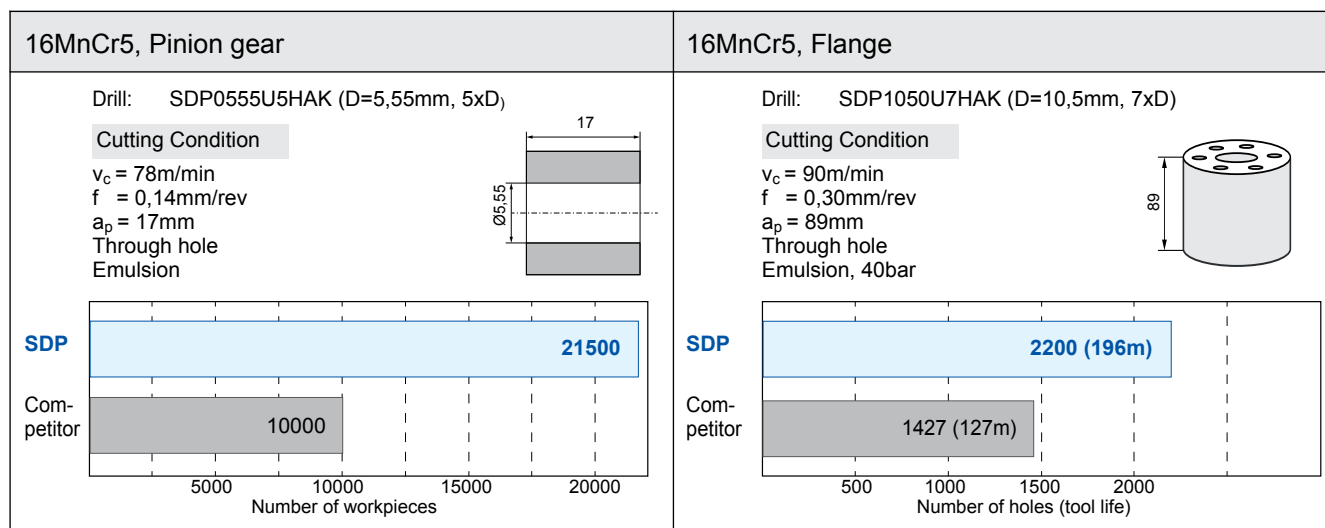 16MnCr5, Pinion gear
Drill: SDP0555U5HAK (D=5,55mm, 5xD)
Cutting Condition
vc = 78m/min
f = 0,14mm/rev
ap = 17mm
Through hole
Emulsion
17
Ø5,55
SDP
21500
Com-
petitor
10000
5000 10000 15000 20000
Number of workpieces
16MnCr5, Flange
Drill: SDP1050U7HAK (D=10,5mm, 7xD)
Cutting Condition
vc = 90m/min
f = 0,30mm/rev
ap = 89mm
Through hole
Emulsion, 40bar
89
SDP
2200 (196m)
Com-
petitor
1427 (127m)
500 1000 1500 2000
Number of holes (tool life)